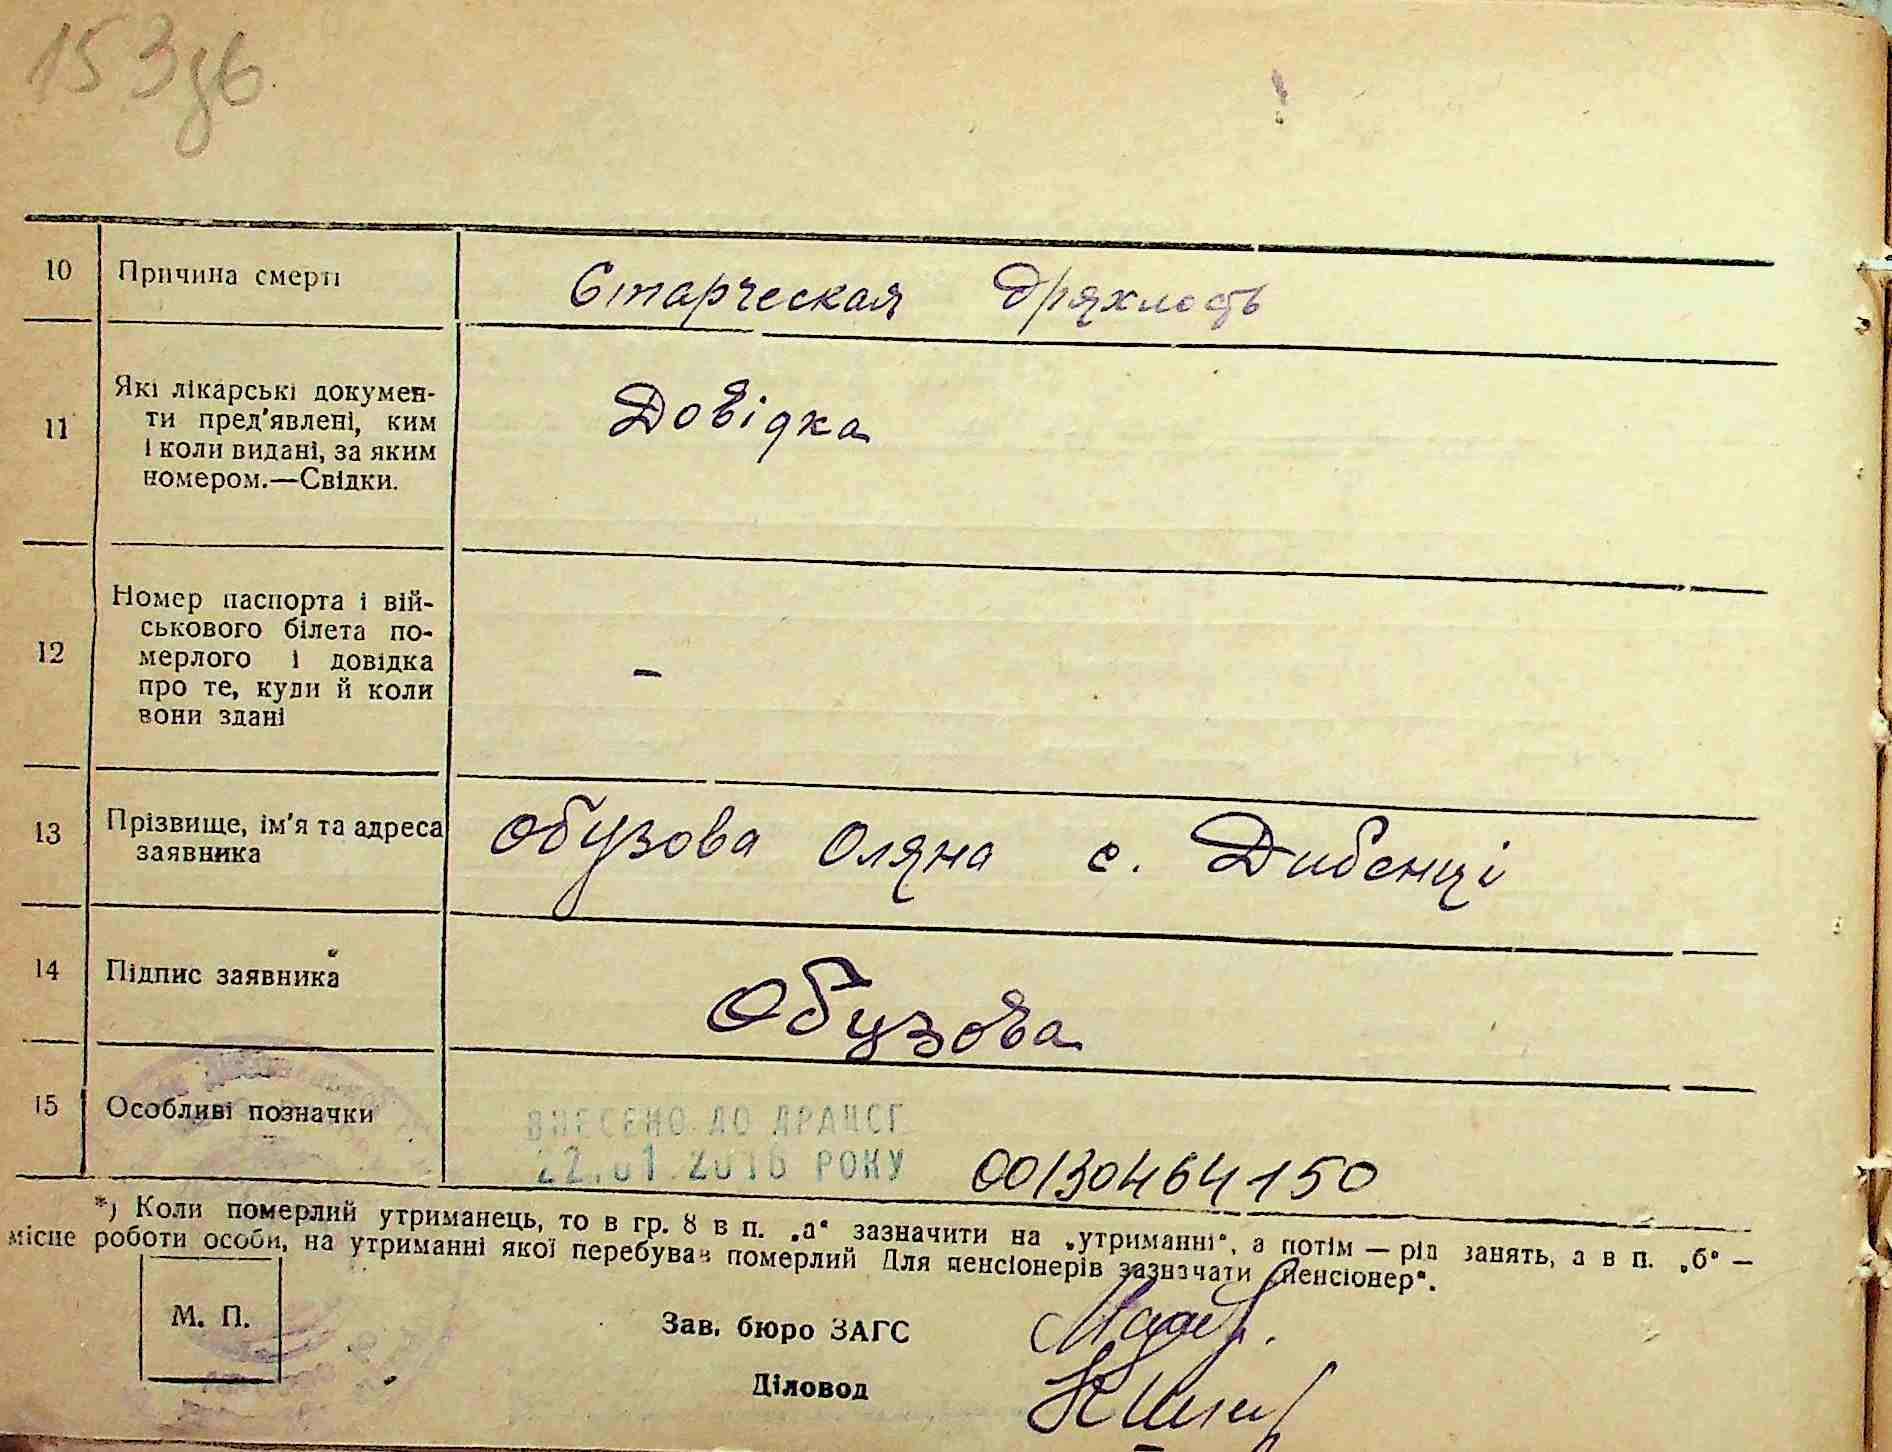 153 зв
10 Причина смерті Старческая дряхлость
11 Які лікарські докумен-
ти пред'явлені, ким
і коли видані, за яким
номером.—Свідки.
Довідка
12 Номер паспорта і вій-
ськового білета по-
мерлого і довідка
про те, куди й коли
вони здані
–
13 Прізвище, ім'я та адреса
заявника
Обузова Оляна с. Дибенці
14 Підпис заявника Обузова
15 Особливі позначки
ВНЕСЕНО ДО ДРАЦСГ
22.01.2016 РОКУ 00130464150
*) Коли померлий утриманець, то в гр. 8 в п. „а“ зазначити на „утриманні“, а потім — рід занять, а в п. „б“ —
місце роботи особи, на утриманні якої перебував померлий Для пенсіонерів зазначати „пенсіонер“.
М. П.
Зав. бюро ЗАГС
Діловод